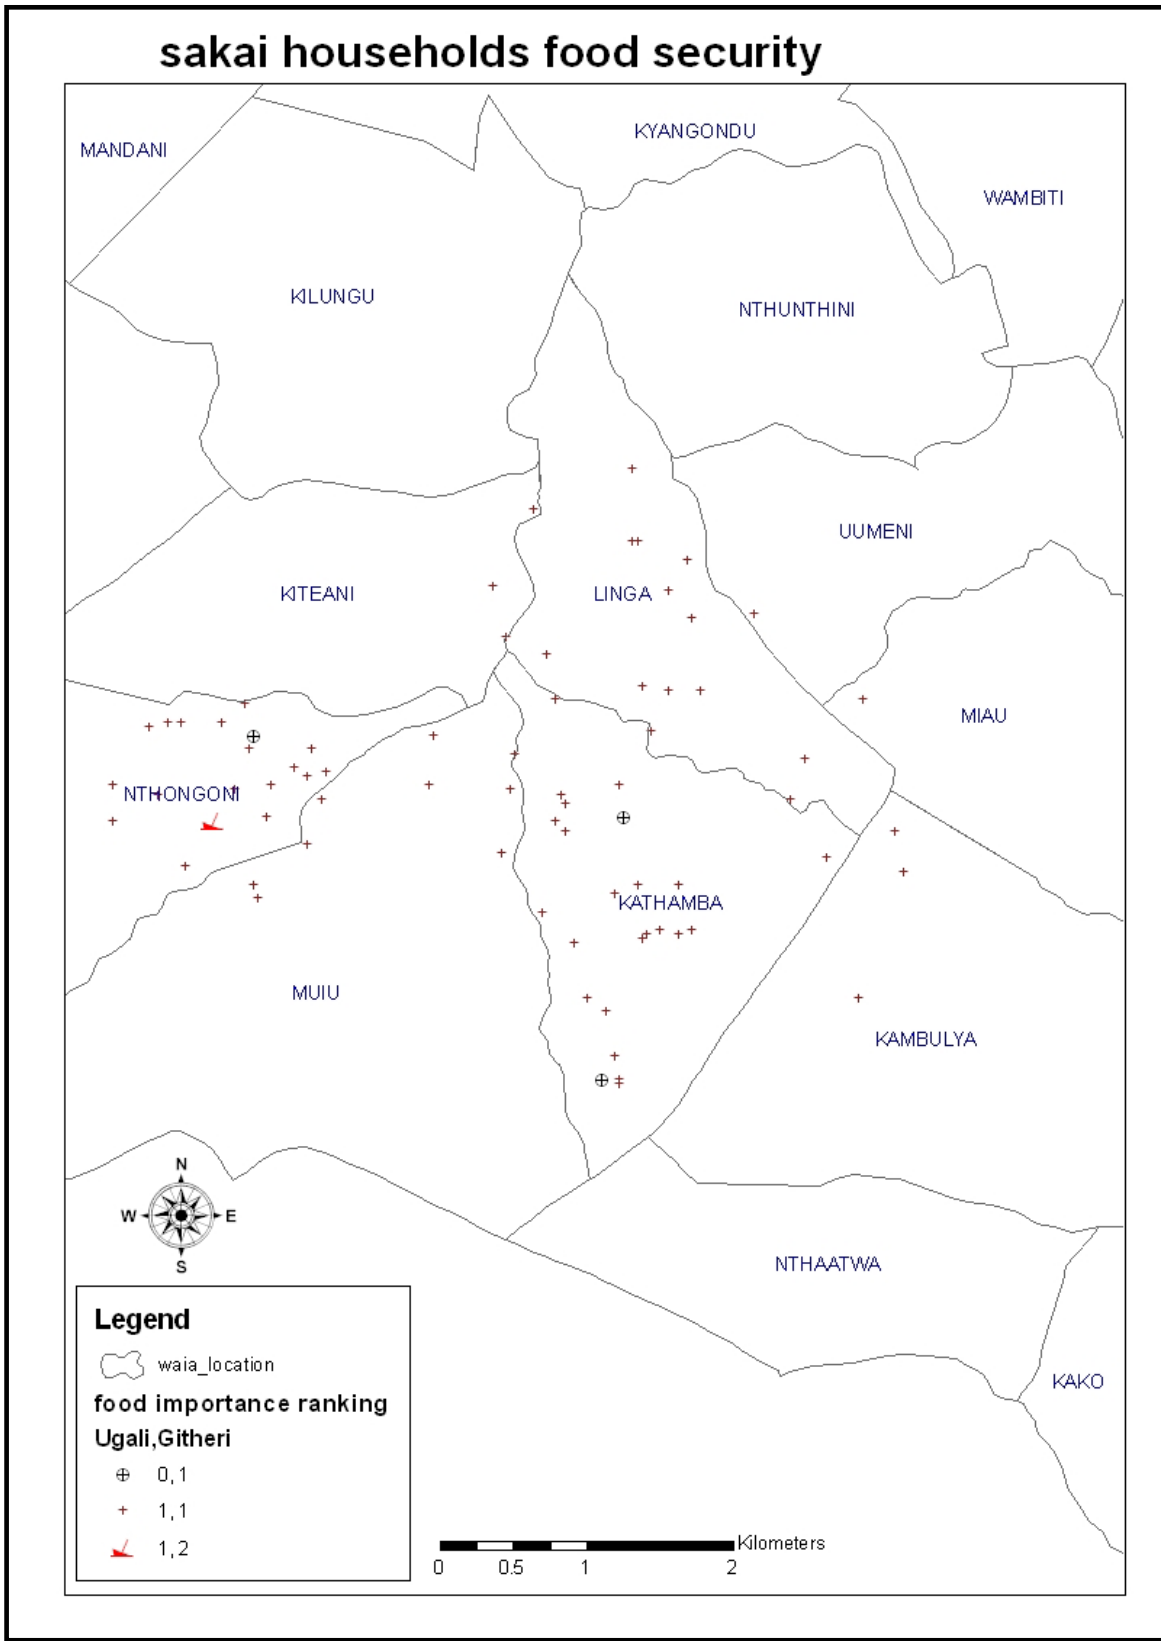 sakai households food security
KYANGONDU
MANDANI
WAMBITI
KILUNGU
NTHUNTHINI
UUMENI
KITEANI
LINGA
MIAU
NTHONGONI
KATHAMBA
MUIU
KAMBULYA
N
W E
S
NTHAATWA
KAKO
Legend
waia_location
food importance ranking
Ugali,Githeri
0,1
1,1
1,2
Kilometers
0 0.5 1 2